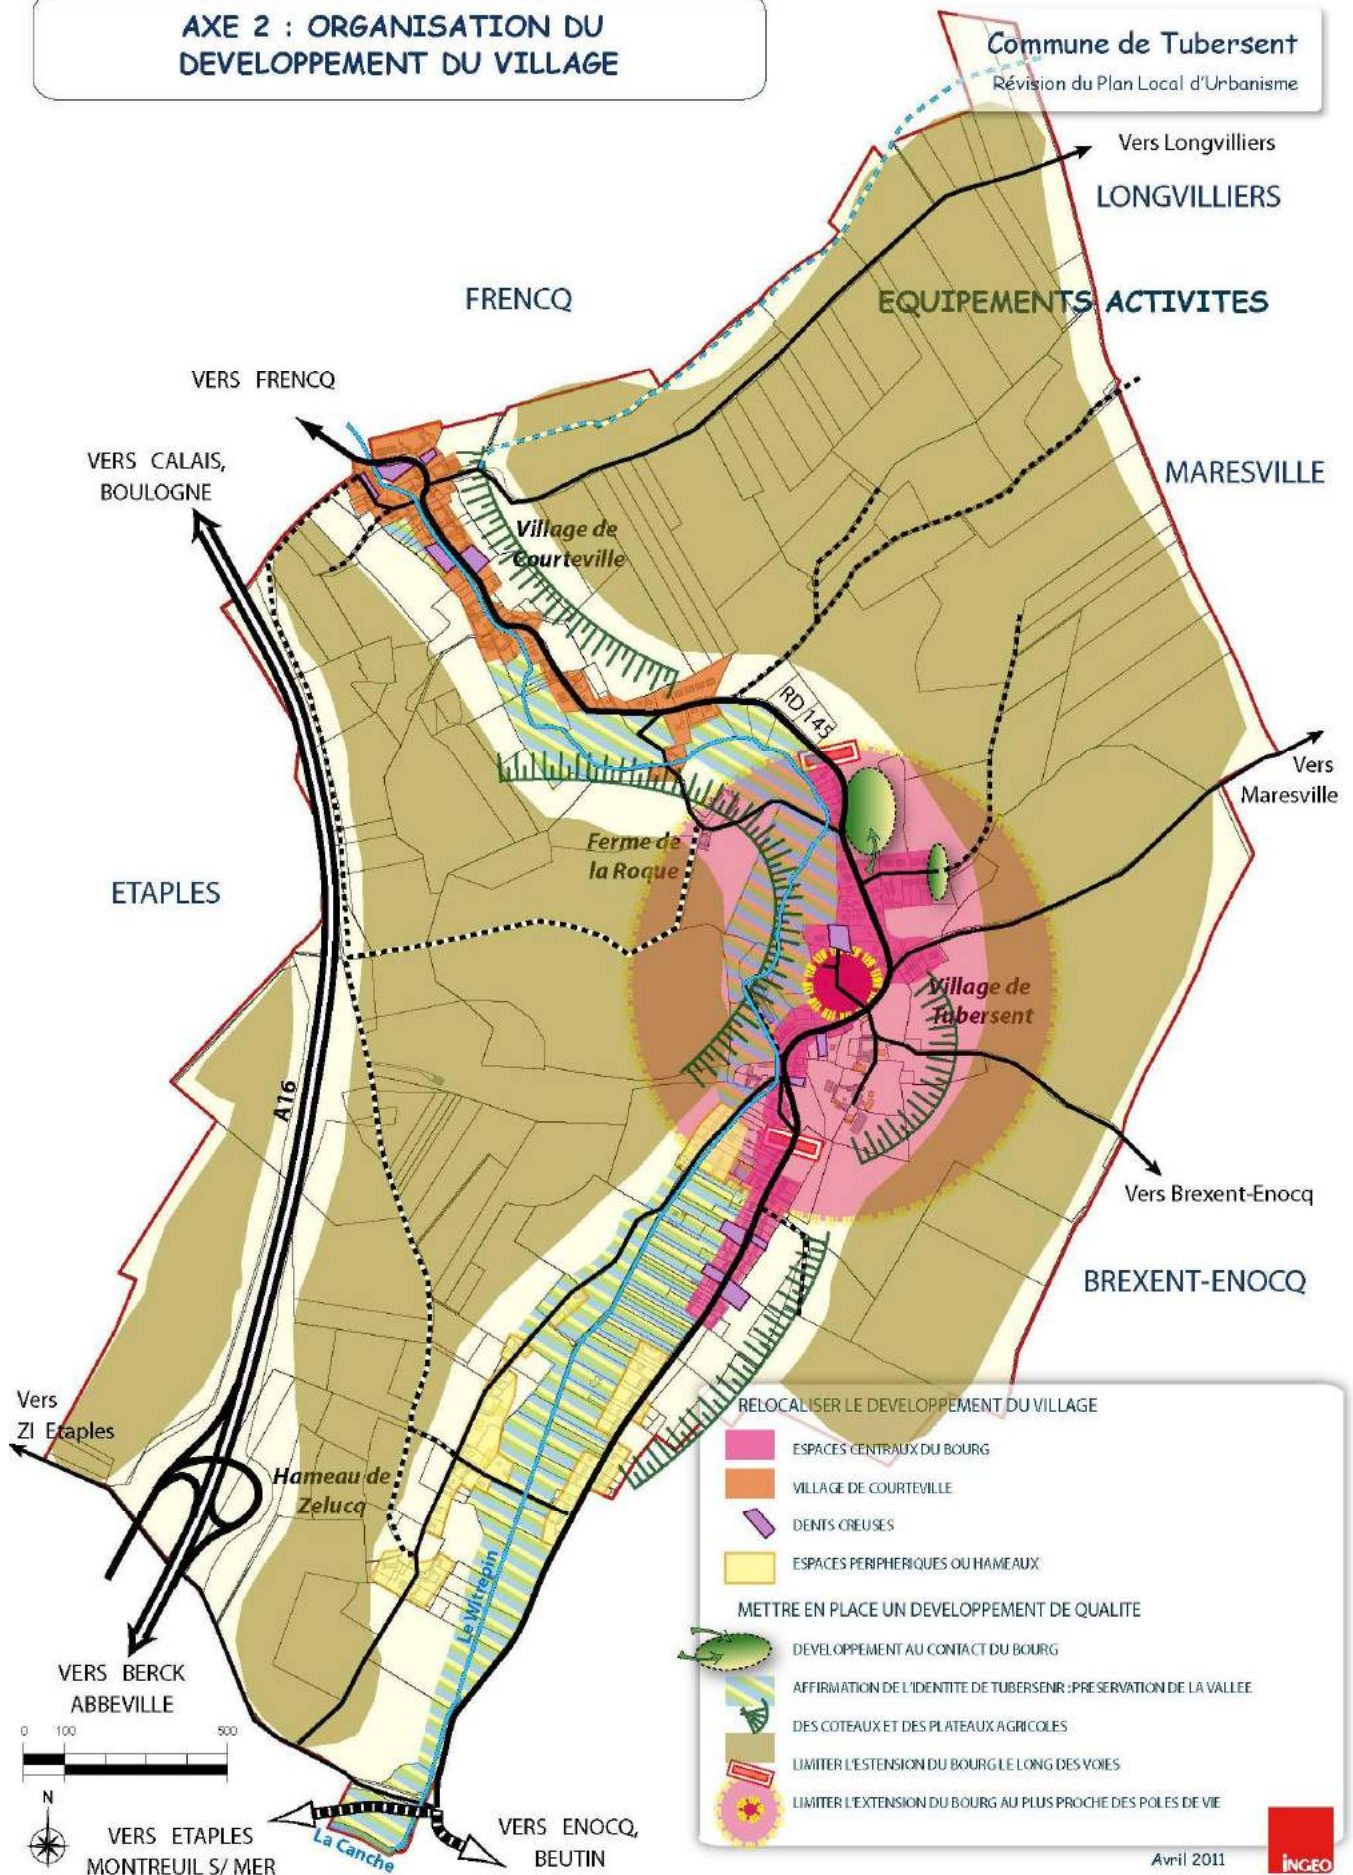 AXE 2 : ORGANISATION DU
DEVELOPPEMENT DU VILLAGE
Commune de Tubersent
Révision du Plan Local d'Urbanisme
Vers Longvilliers
LONGVILLIERS
FRENCQ
EQUIPEMENTS ACTIVITES
VERS FRENCQ
VERS CALAIS,
BOULOGNE
MARESVILLE
Village de
Courteville
RD 145
Vers
Maresville
Ferme de
la Roque
ETAPLES
Village de
Tubersent
A16
Vers Brexent-Enocq
BREXENT-ENOCQ
Vers
ZI Etaples
Hameau de
Zelucq
Le Witrepin
VERS BERCK
ABBEVILLE
0 100 500
N
VERS ETAPLES
MONTREUIL S/ MER
La Canche
VERS ENOCQ,
BEUTIN
RELOCALISER LE DEVELOPPEMENT DU VILLAGE
ESPACES CENTRAUX DU BOURG
VILLAGE DE COURTEVILLE
DENTS CREUSES
ESPACES PERIPHERIQUES OU HAMEAUX
METTRE EN PLACE UN DEVELOPPEMENT DE QUALITE
DEVELOPPEMENT AU CONTACT DU BOURG
AFFIRMATION DE L'IDENTITE DE TUBERSENR : PRESERVATION DE LA VALLEE
DES COTEAUX ET DES PLATEAUX AGRICOLES
LIMITER L'ESTENSION DU BOURG LE LONG DES VOIES
LIMITER L'EXTENSION DU BOURG AU PLUS PROCHE DES POLES DE VIE
Avril 2011
INGEO